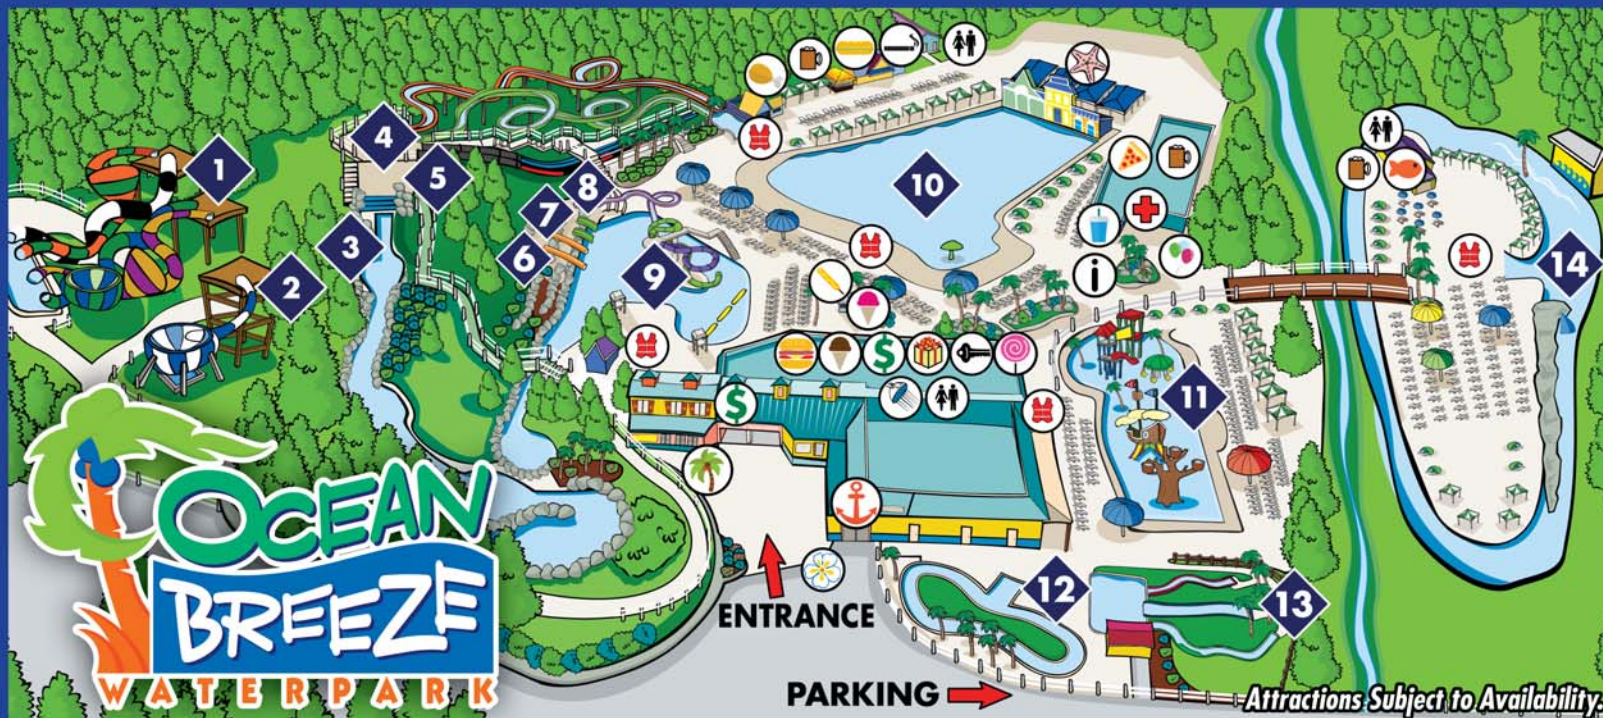 4
1
5
8
10
7
3
6
9
14
2
i
$
$
11
OCEAN
BREEZE
WATERPARK
12
13
ENTRANCE
PARKING
Attractions Subject to Availability.